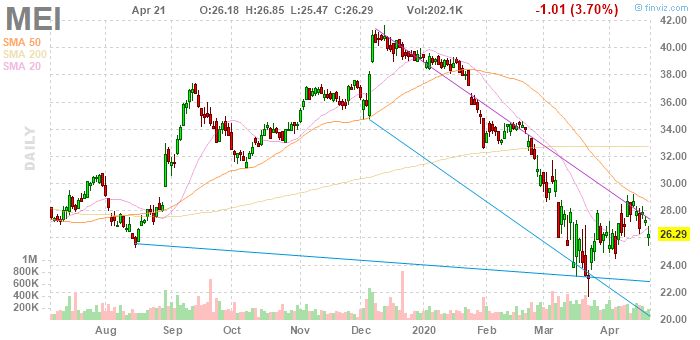 MEI
Apr 21 O:26.18 H:26.85 L:25.47 C:26.29 Vol:202.1K -1.01 (3.70%)
© finviz.com
SMA 50
SMA 200
SMA 20
DAILY
42.00
40.00
38.00
36.00
34.00
32.00
30.00
28.00
26.29
24.00
22.00
20.00
1M
800K
600K
400K
200K
Aug Sep Oct Nov Dec 2020 Feb Mar Apr